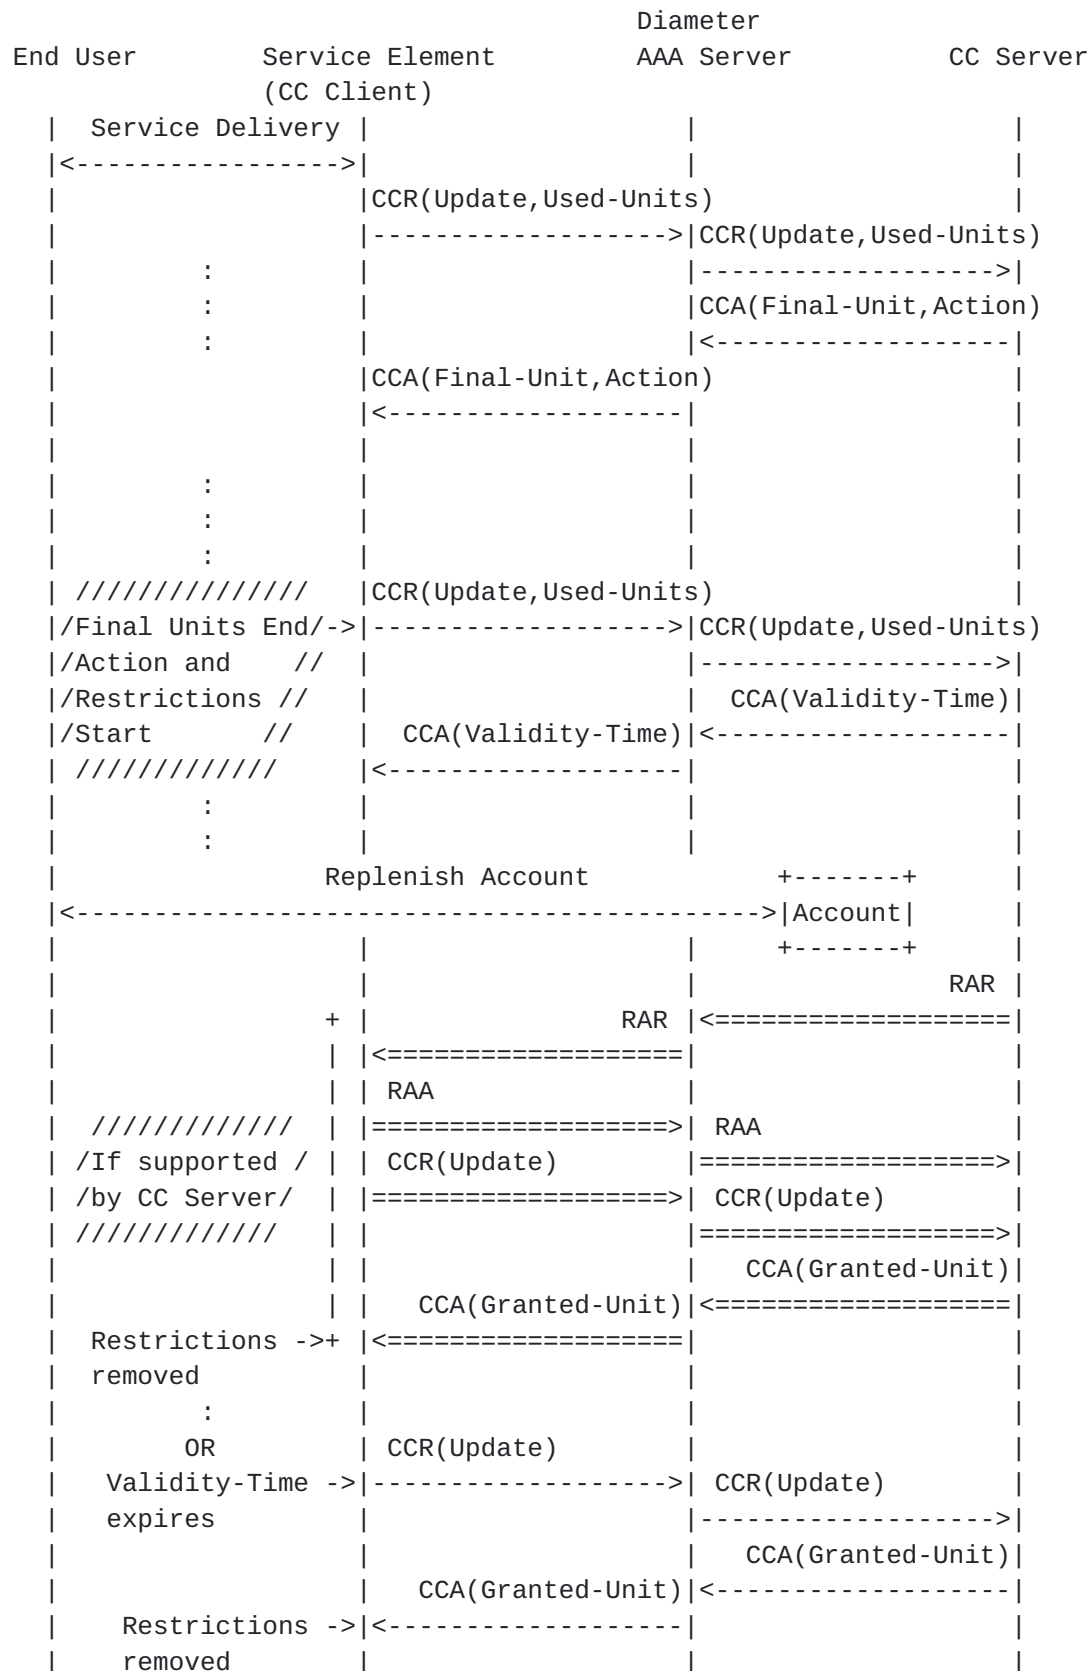 Diameter
End User        Service Element         AAA Server          CC Server
                (CC Client)
  |  Service Delivery |                    |                    |
  |<----------------->|                    |                    |
  |                   |CCR(Update,Used-Units)                   |
  |                   |------------------->|CCR(Update,Used-Units)
  |         :         |                    |------------------->|
  |         :         |                    |CCA(Final-Unit,Action)
  |         :         |                    |<-------------------|
  |                   |CCA(Final-Unit,Action)                   |
  |                   |<-------------------|                    |
  |                   |                    |                    |
  |         :         |                    |                    |
  |         :         |                    |                    |
  |         :         |                    |                    |
  | ///////////////   |CCR(Update,Used-Units)                   |
  |/Final Units End/->|------------------->|CCR(Update,Used-Units)
  |/Action and    //  |                    |------------------->|
  |/Restrictions //   |                    |  CCA(Validity-Time)|
  |/Start       //    |  CCA(Validity-Time)|<-------------------|
  | /////////////     |<-------------------|                    |
  |         :         |                    |                    |
  |         :         |                    |                    |
  |                 Replenish Account            +-------+      |
  |<-------------------------------------------->|Account|      |
  |                   |                    |     +-------+      |
  |                   |                    |                RAR |
  |                 + |                RAR |<===================|
  |                 | |<===================|                    |
  |                 | | RAA                |                    |
  |  /////////////  | |===================>| RAA                |
  | /If supported / | | CCR(Update)        |===================>|
  | /by CC Server/  | |===================>| CCR(Update)        |
  | /////////////   | |                    |===================>|
  |                 | |                    |   CCA(Granted-Unit)|
  |                 | |   CCA(Granted-Unit)|<===================|
  |  Restrictions ->+ |<===================|                    |
  |  removed          |                    |                    |
  |         :         |                    |                    |
  |        OR         | CCR(Update)        |                    |
  |   Validity-Time ->|------------------->| CCR(Update)        |
  |   expires         |                    |------------------->|
  |                   |                    |   CCA(Granted-Unit)|
  |                   |   CCA(Granted-Unit)|<-------------------|
  |    Restrictions ->|<-------------------|                    |
  |    removed        |                    |                    |